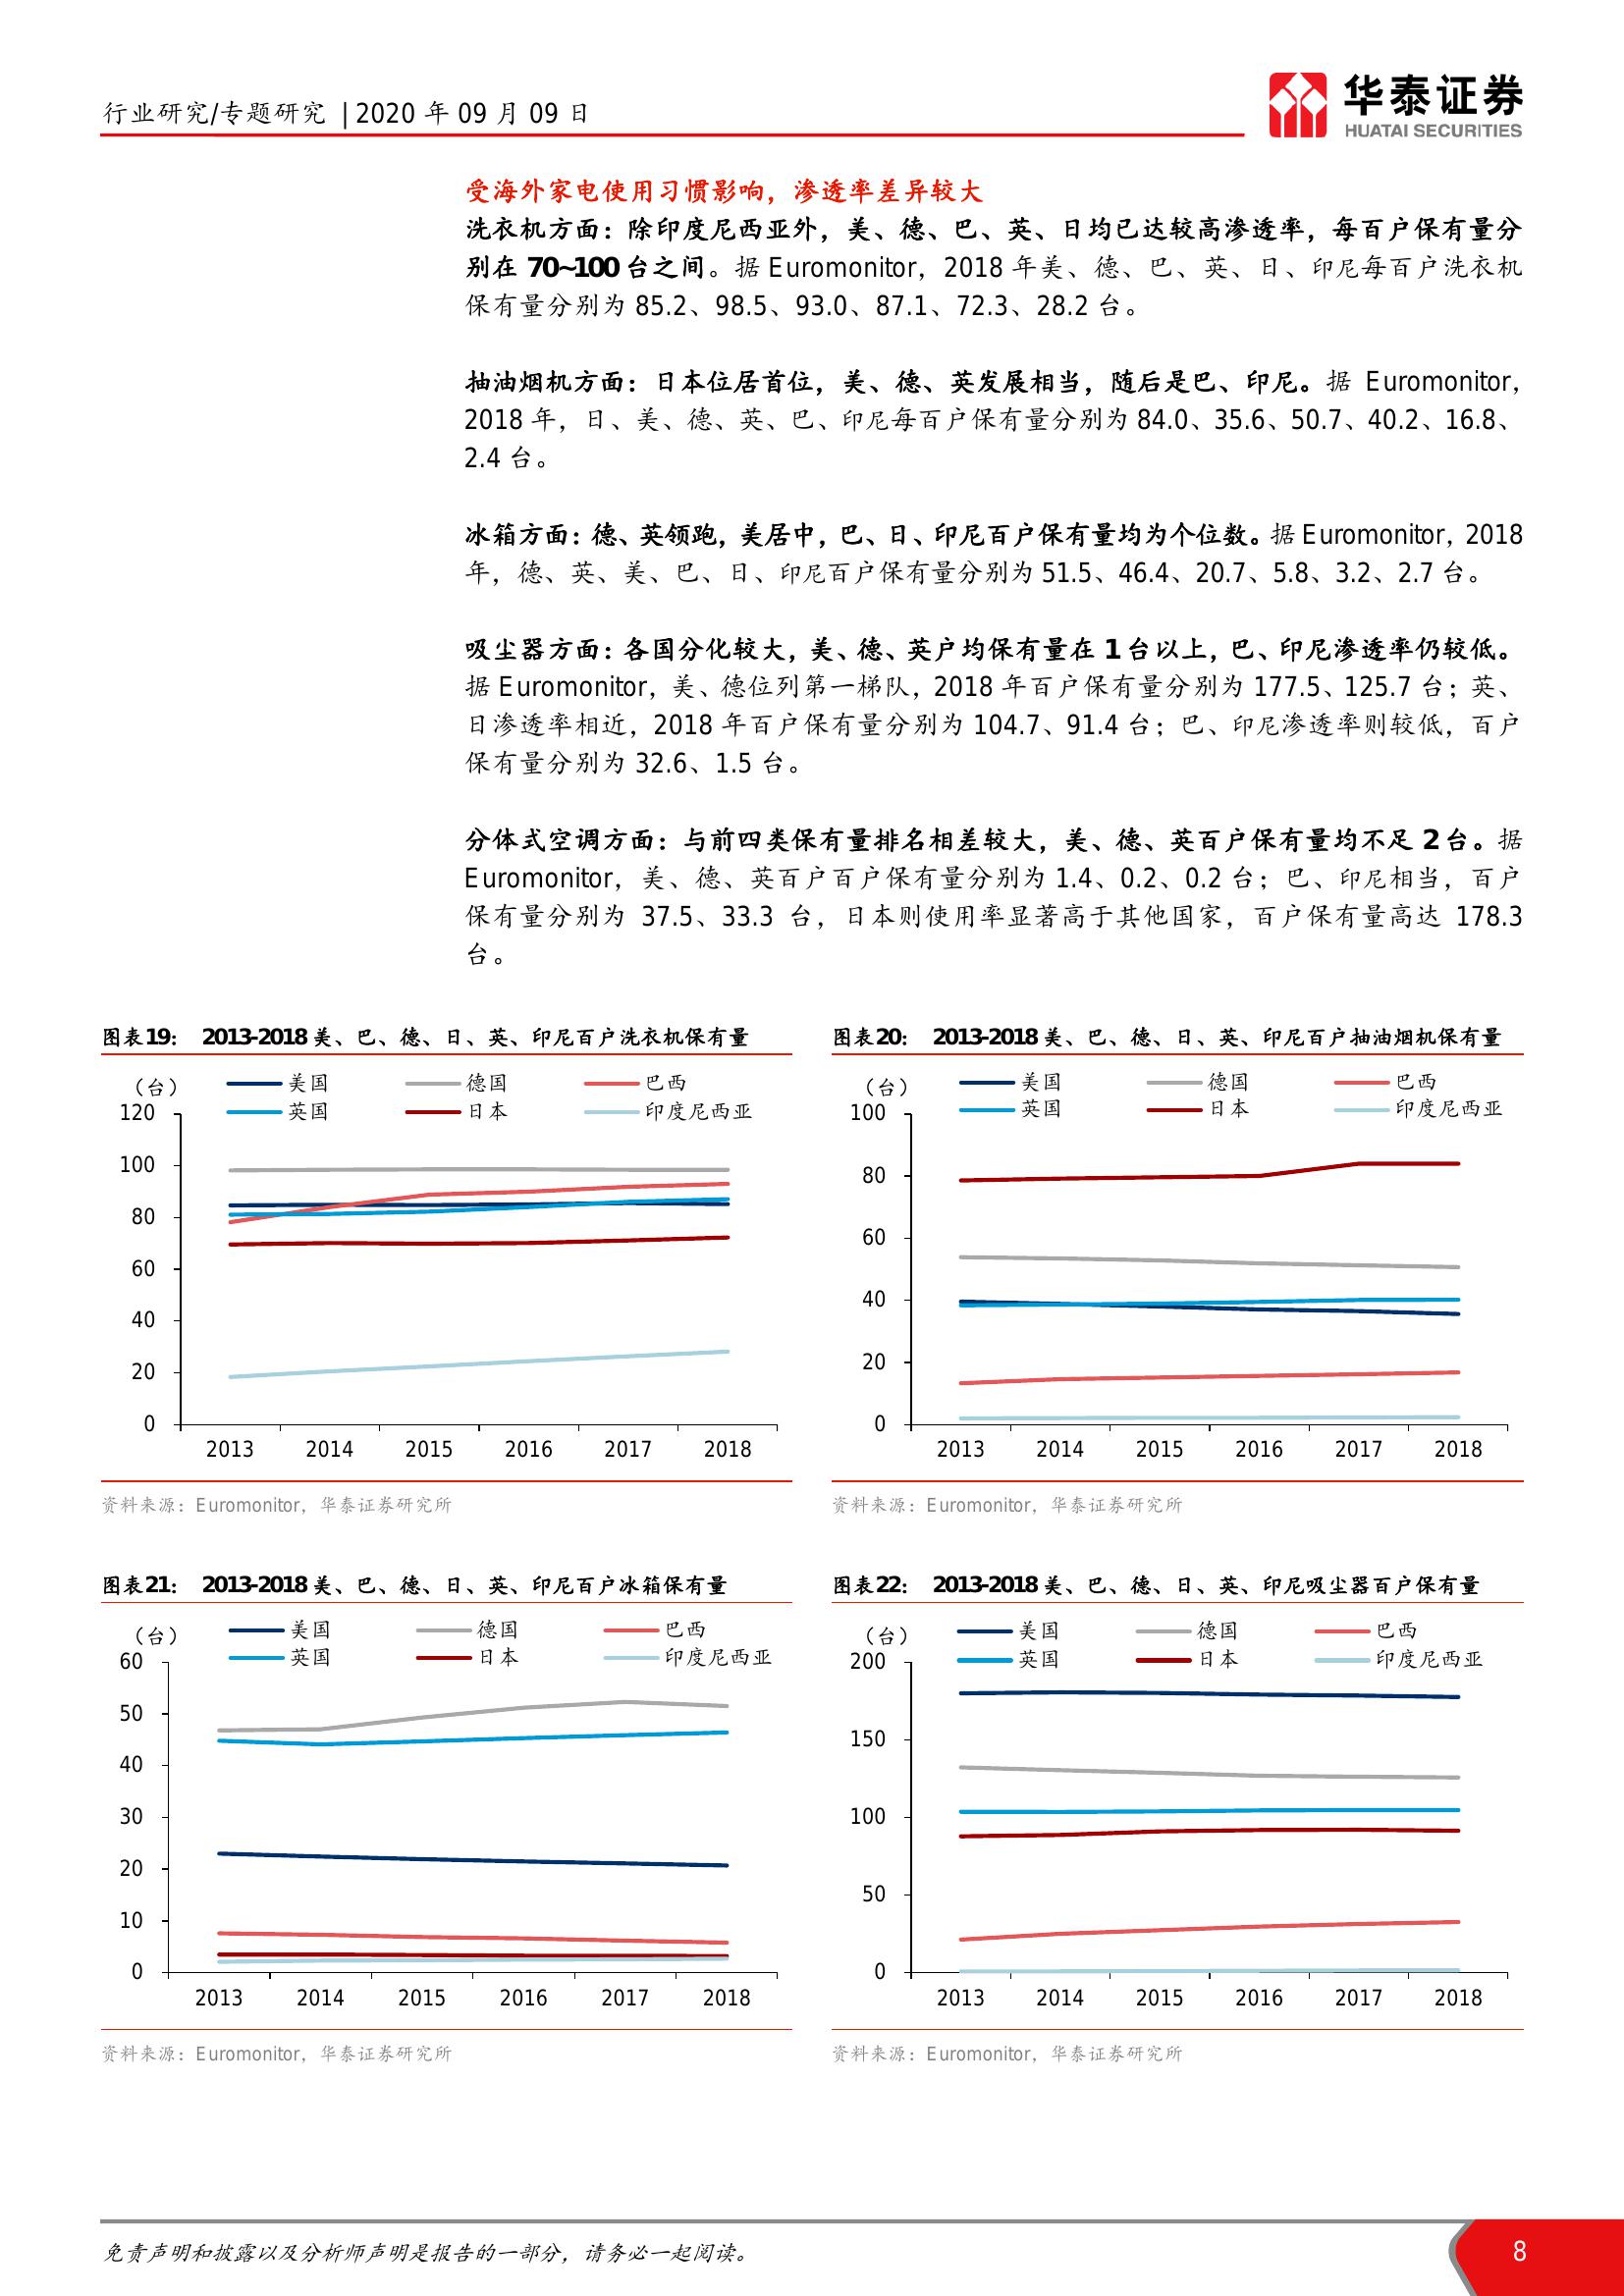 行业研究/专题研究 | 2020 年 09 月 09 日
华泰证券
HUATAI SECURITIES
受海外家电使用习惯影响，渗透率差异较大
洗衣机方面：除印度尼西亚外，美、德、巴、英、日均已达较高渗透率，每百户保有量分
别在 70~100 台之间。据 Euromonitor，2018 年美、德、巴、英、日、印尼每百户洗衣机
保有量分别为 85.2、98.5、93.0、87.1、72.3、28.2 台。
抽油烟机方面：日本位居首位，美、德、英发展相当，随后是巴、印尼。据 Euromonitor，
2018 年，日、美、德、英、巴、印尼每百户保有量分别为 84.0、35.6、50.7、40.2、16.8、
2.4 台。
冰箱方面：德、英领跑，美居中，巴、日、印尼百户保有量均为个位数。据 Euromonitor，2018
年，德、英、美、巴、日、印尼百户保有量分别为 51.5、46.4、20.7、5.8、3.2、2.7 台。
吸尘器方面：各国分化较大，美、德、英户均保有量在 1 台以上，巴、印尼渗透率仍较低。
据 Euromonitor，美、德位列第一梯队，2018 年百户保有量分别为 177.5、125.7 台；英、
日渗透率相近，2018 年百户保有量分别为 104.7、91.4 台；巴、印尼渗透率则较低，百户
保有量分别为 32.6、1.5 台。
分体式空调方面：与前四类保有量排名相差较大，美、德、英百户保有量均不足 2 台。据
Euromonitor，美、德、英百户百户保有量分别为 1.4、0.2、0.2 台；巴、印尼相当，百户
保有量分别为 37.5、33.3 台，日本则使用率显著高于其他国家，百户保有量高达 178.3
台。
图表19： 2013-2018 美、巴、德、日、英、印尼百户洗衣机保有量
（台） 美国 德国 巴西
英国 日本 印度尼西亚
120
100
80
60
40
20
0
2013 2014 2015 2016 2017 2018
资料来源：Euromonitor，华泰证券研究所
图表20： 2013-2018 美、巴、德、日、英、印尼百户抽油烟机保有量
（台） 美国 德国 巴西
英国 日本 印度尼西亚
100
80
60
40
20
0
2013 2014 2015 2016 2017 2018
资料来源：Euromonitor，华泰证券研究所
图表21： 2013-2018 美、巴、德、日、英、印尼百户冰箱保有量
（台） 美国 德国 巴西
英国 日本 印度尼西亚
60
50
40
30
20
10
0
2013 2014 2015 2016 2017 2018
资料来源：Euromonitor，华泰证券研究所
图表22： 2013-2018 美、巴、德、日、英、印尼吸尘器百户保有量
（台） 美国 德国 巴西
英国 日本 印度尼西亚
200
150
100
50
0
2013 2014 2015 2016 2017 2018
资料来源：Euromonitor，华泰证券研究所
免责声明和披露以及分析师声明是报告的一部分，请务必一起阅读。
8